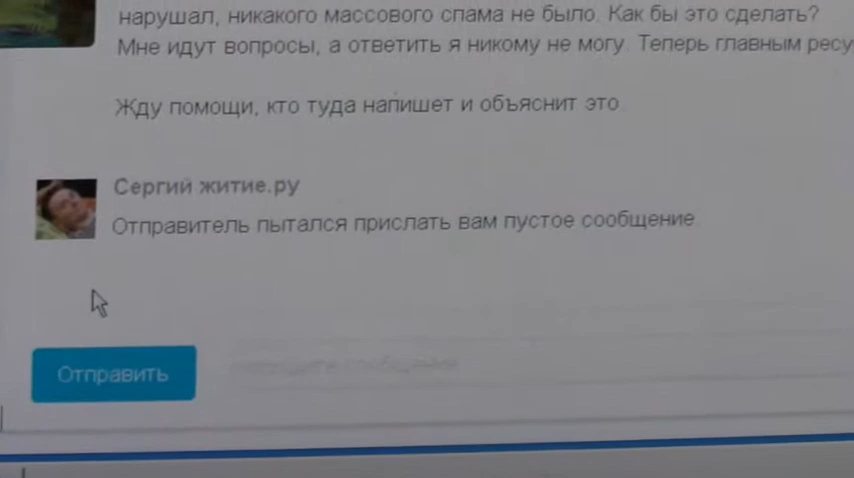 нарушал, никакого массового спама не было. Как бы это сделать?
Мне идут вопросы, а ответить я никому не могу. Теперь главным ресу
Жду помощи, кто туда напишет и объяснит это
Сергий житие.ру
Отправитель пытался прислать вам пустое сообщение
Отправить